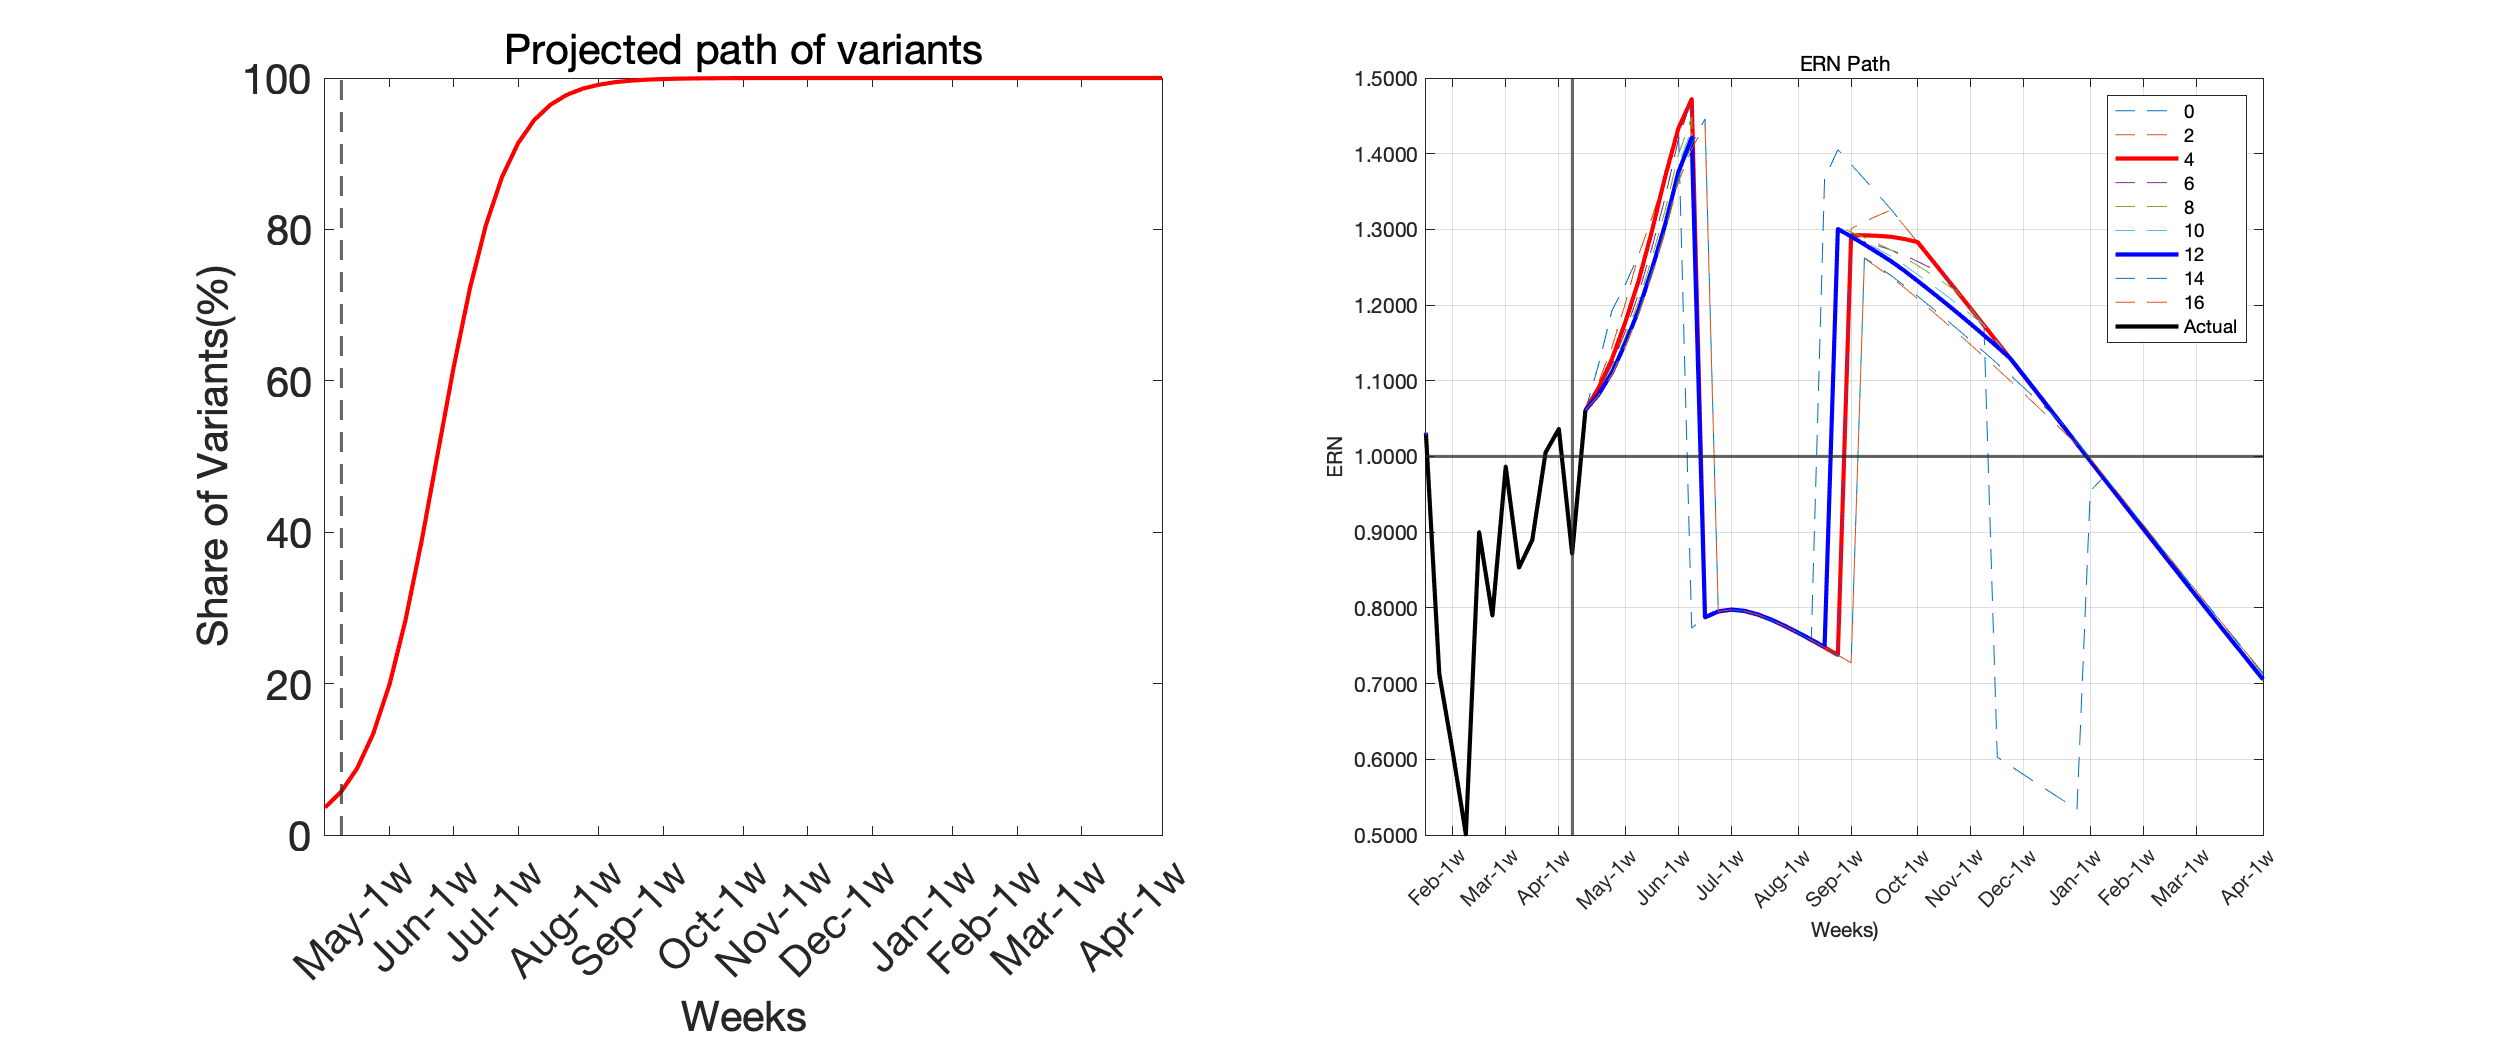 Projected path of variants
Share of Variants(%)
100
80
60
40
20
0
May-1w
Jun-1w
Jul-1w
Aug-1w
Sep-1w
Oct-1w
Nov-1w
Dec-1w
Jan-1w
Feb-1w
Mar-1w
Apr-1w
Weeks
ERN Path
ERN
1.5000
1.4000
1.3000
1.2000
1.1000
1.0000
0.9000
0.8000
0.7000
0.6000
0.5000
0
2
4
6
8
10
12
14
16
Actual
Feb-1w
Mar-1w
Apr-1w
May-1w
Jun-1w
Jul-1w
Aug-1w
Sep-1w
Oct-1w
Nov-1w
Dec-1w
Jan-1w
Feb-1w
Mar-1w
Apr-1w
Weeks)